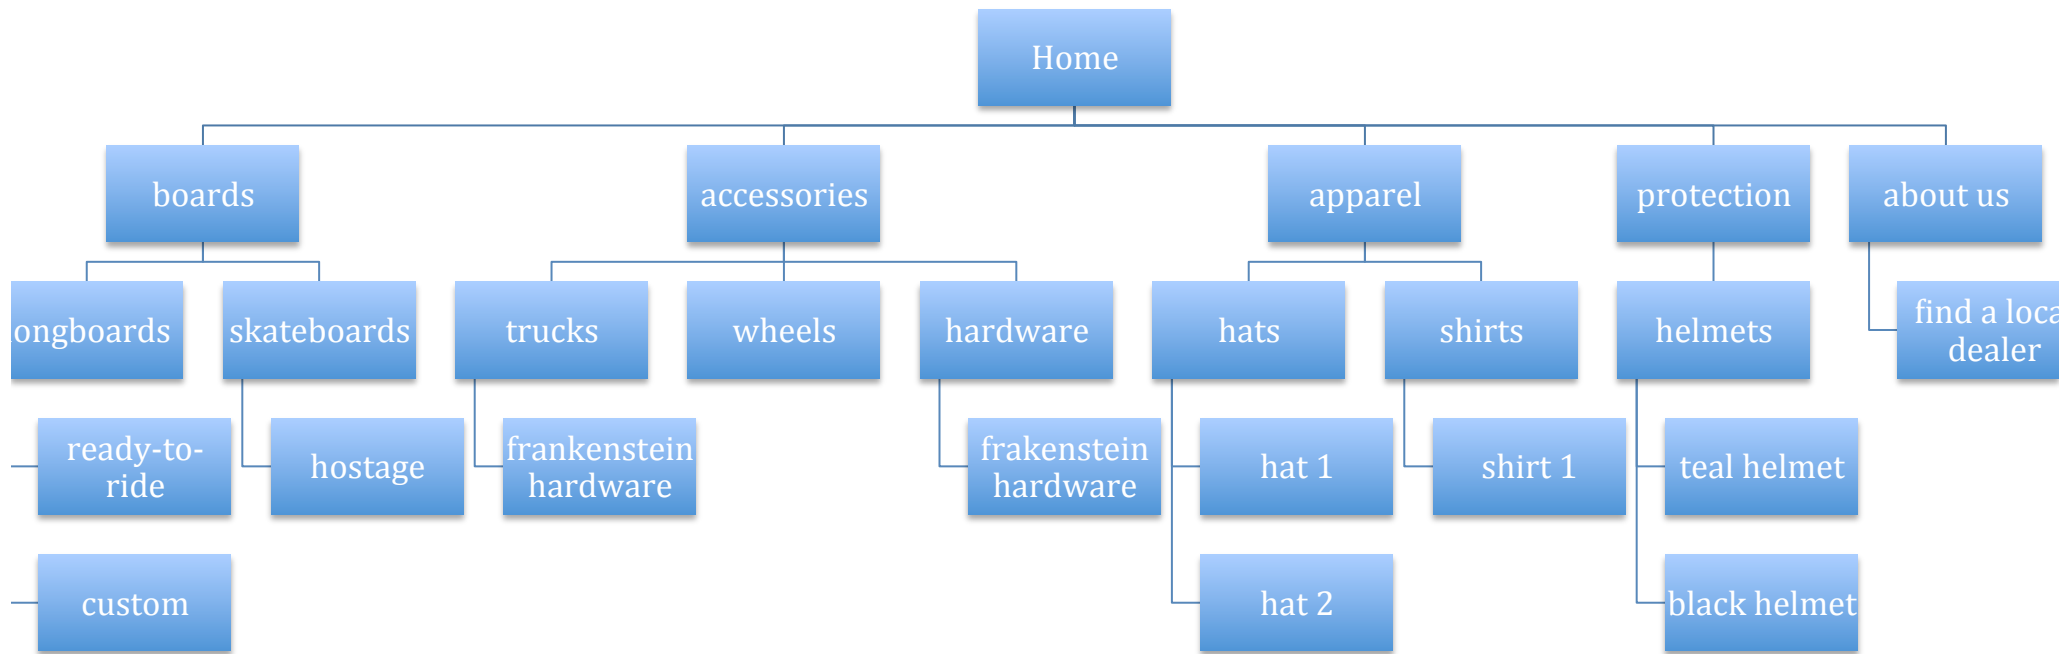 Home
boards
accessories
apparel
protection
about us
ongboards
skateboards
trucks
wheels
hardware
hats
shirts
helmets
find a loca
dealer
ready-to-
ride
hostage
frankenstein
hardware
frakenstein
hardware
hat 1
shirt 1
teal helmet
custom
hat 2
black helmet